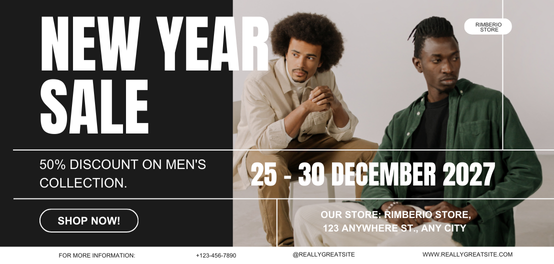 NEW YEAR
SALE
RIMBERIO
STORE
50% DISCOUNT ON MEN'S
COLLECTION.
25 - 30 DECEMBER 2027
SHOP NOW!
OUR STORE: RIMBERIO STORE,
123 ANYWHERE ST., ANY CITY
FOR MORE INFORMATION:
+123-456-7890
@REALLYGREATSITE
WWW.REALLYGREATSITE.COM